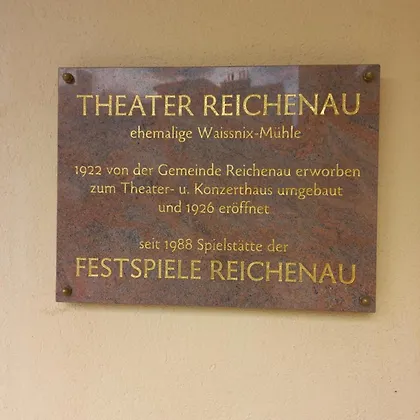 THEATER REICHENAU
ehemalige Waissnix-Mühle
1922 von der Gemeinde Reichenau erworben
zum Theater- u. Konzerthaus umgebaut
und 1926 eröffnet
seit 1988 Spielstätte der
FESTSPIELE REICHENAU